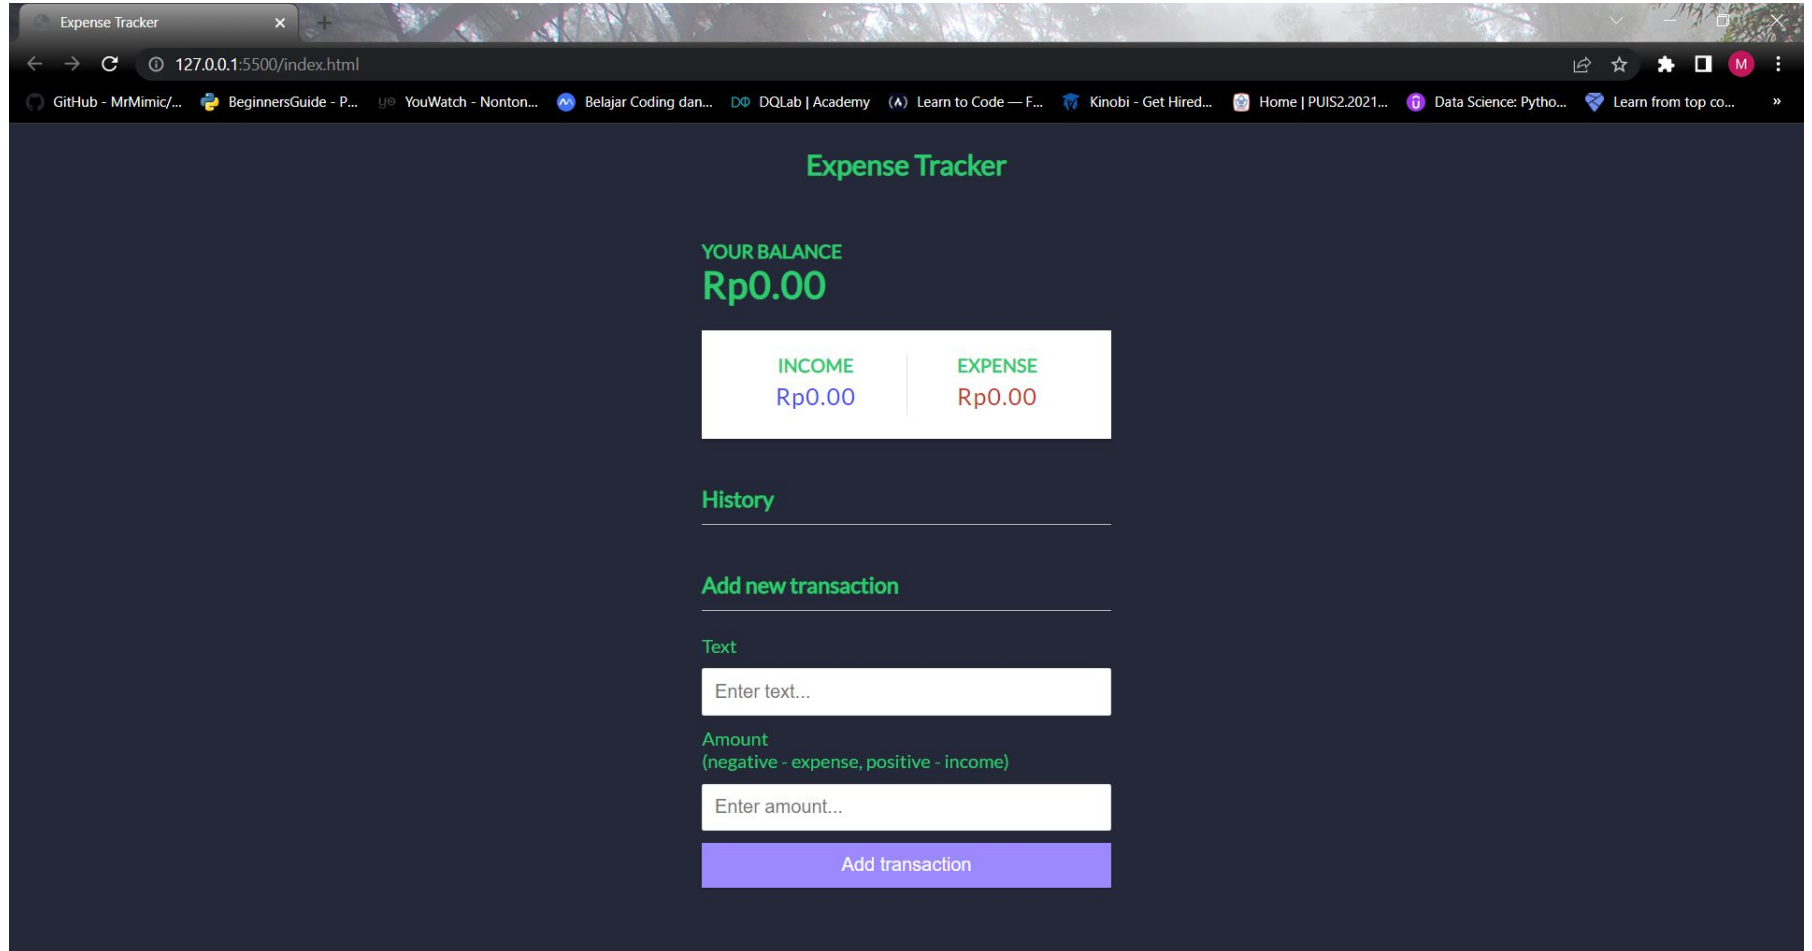 Expense Tracker
127.0.0.1:5500/index.html
M
GitHub - MrMimic/... BeginnersGuide - P... YouWatch - Nonton... Belajar Coding dan... DQLab | Academy Learn to Code — F... Kinobi - Get Hired... Home | PUIS2.2021... Data Science: Pytho... Learn from top co... »
Expense Tracker
YOUR BALANCE
Rp0.00
INCOME EXPENSE
Rp0.00 Rp0.00
History
Add new transaction
Text
Enter text...
Amount
(negative - expense, positive - income)
Enter amount...
Add transaction